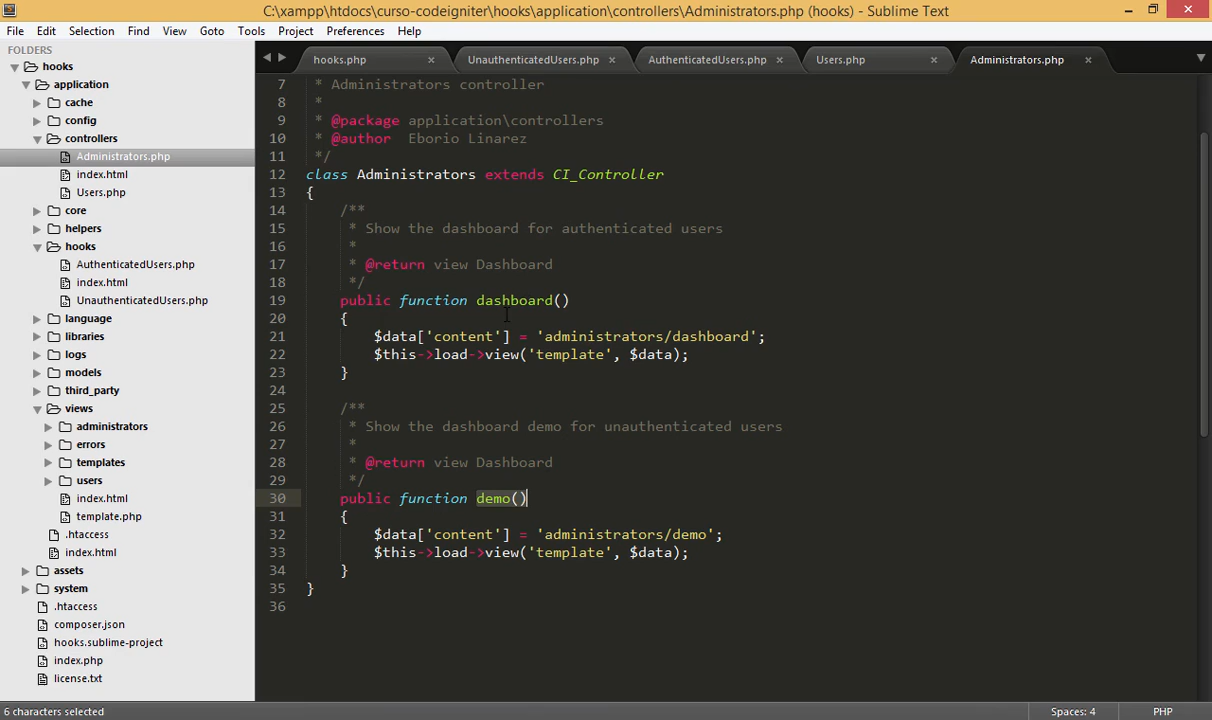 C:\xampp\htdocs\curso-codeigniter\hooks\application\controllers\Administrators.php (hooks) - Sublime Text
File Edit Selection Find View Goto Tools Project Preferences Help
FOLDERS
hooks
application
cache
config
controllers
Administrators.php
index.html
Users.php
core
helpers
hooks
AuthenticatedUsers.php
index.html
UnauthenticatedUsers.php
language
libraries
logs
models
third_party
views
administrators
errors
templates
users
index.html
template.php
.htaccess
index.html
assets
system
.htaccess
composer.json
hooks.sublime-project
index.php
license.txt
hooks.php × UnauthenticatedUsers.php × AuthenticatedUsers.php × Users.php × Administrators.php ×
7 * Administrators controller
8 *
9 * @package application\controllers
10 * @author Eborio Linarez
11 */
12 class Administrators extends CI_Controller
13 {
14 /**
15 * Show the dashboard for authenticated users
16 *
17 * @return view Dashboard
18 */
19 public function dashboard()
20 {
21 $data['content'] = 'administrators/dashboard';
22 $this->load->view('template', $data);
23 }
24
25 /**
26 * Show the dashboard demo for unauthenticated users
27 *
28 * @return view Dashboard
29 */
30 public function demo()
31 {
32 $data['content'] = 'administrators/demo';
33 $this->load->view('template', $data);
34 }
35 }
36
6 characters selected Spaces: 4 PHP